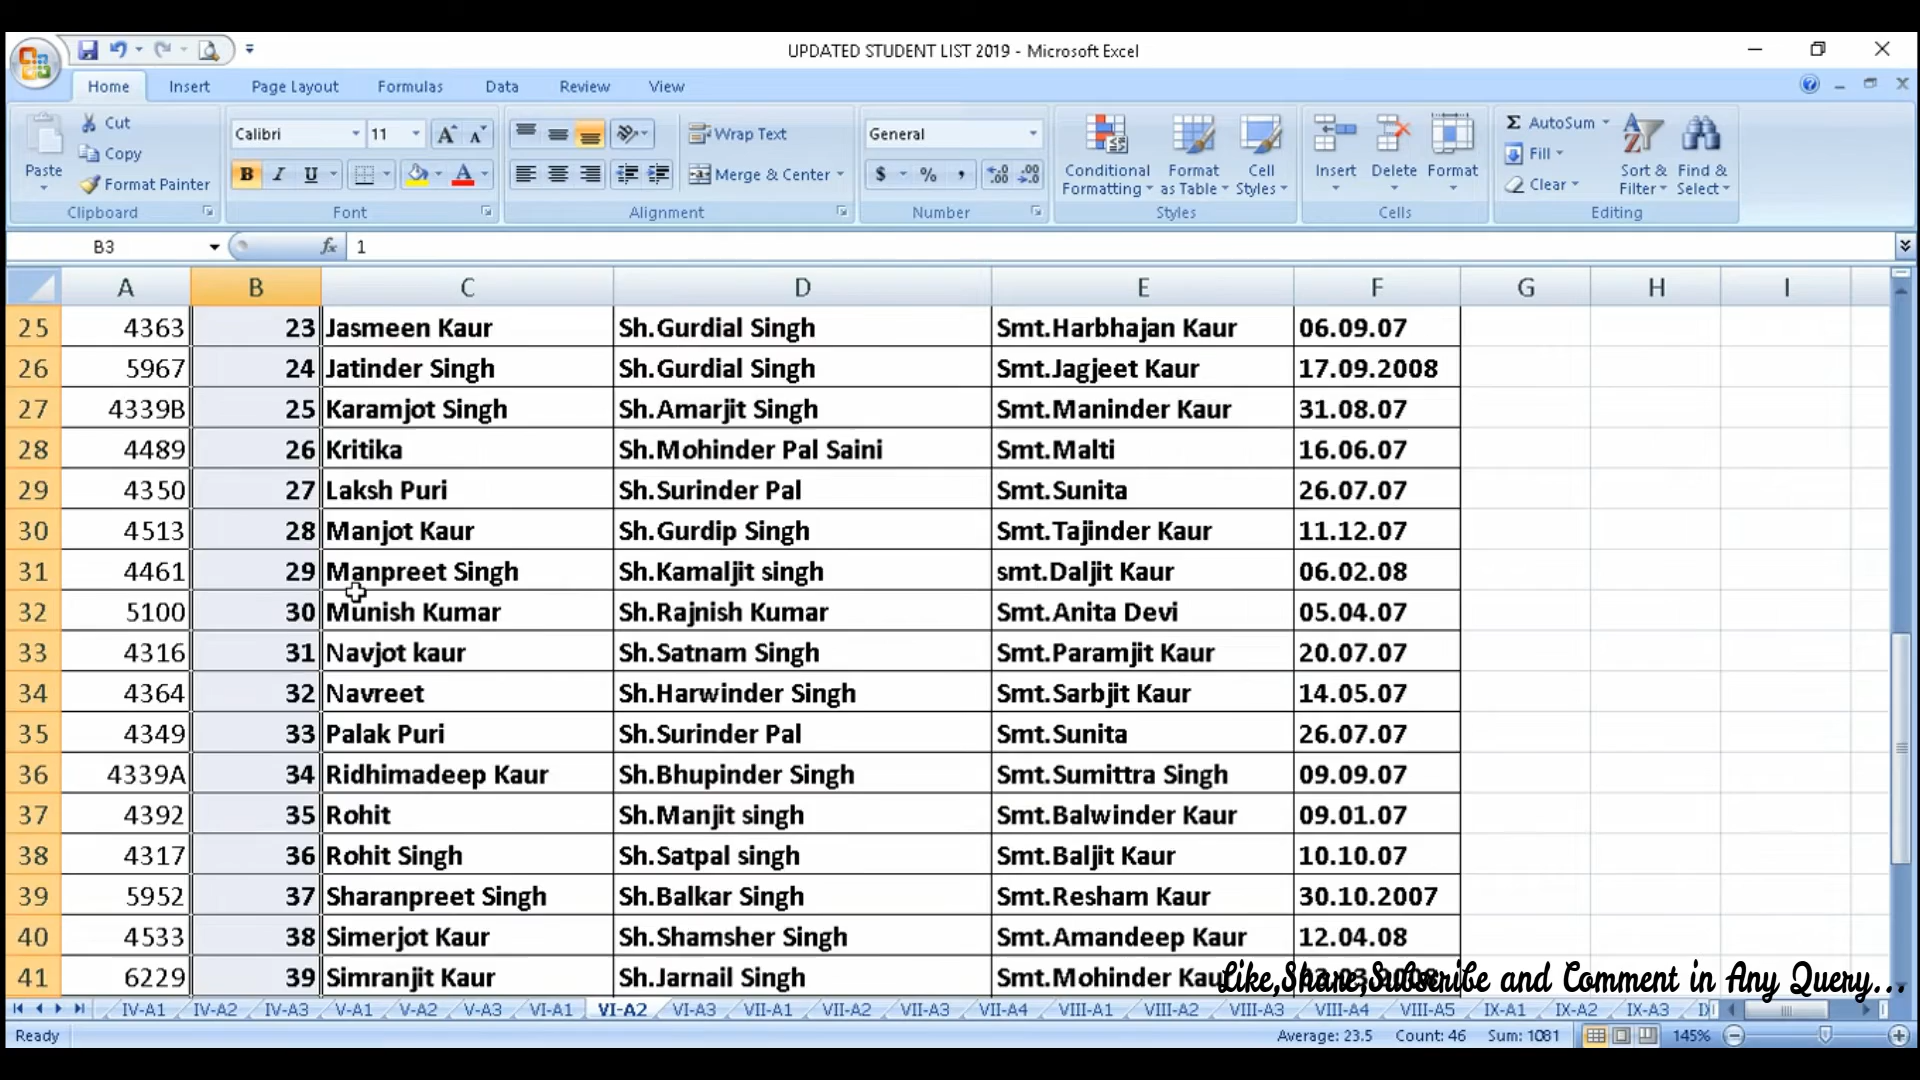 UPDATED STUDENT LIST 2019 - Microsoft Excel
Home Insert Page Layout Formulas Data Review View
Paste Cut Copy Format Painter
Calibri 11 A A B I U A
Wrap Text
Merge & Center
General
$ % ,
Conditional Formatting Format as Table Cell Styles
Insert Delete Format
Σ AutoSum Fill Clear
Sort & Filter Find & Select
Clipboard Font Alignment Number Styles Cells Editing
B3 fx 1
A B C D E F G H I
25 4363 23 Jasmeen Kaur Sh.Gurdial Singh Smt.Harbhajan Kaur 06.09.07
26 5967 24 Jatinder Singh Sh.Gurdial Singh Smt.Jagjeet Kaur 17.09.2008
27 4339B 25 Karamjot Singh Sh.Amarjit Singh Smt.Maninder Kaur 31.08.07
28 4489 26 Kritika Sh.Mohinder Pal Saini Smt.Malti 16.06.07
29 4350 27 Laksh Puri Sh.Surinder Pal Smt.Sunita 26.07.07
30 4513 28 Manjot Kaur Sh.Gurdip Singh Smt.Tajinder Kaur 11.12.07
31 4461 29 Manpreet Singh Sh.Kamaljit singh smt.Daljit Kaur 06.02.08
32 5100 30 Munish Kumar Sh.Rajnish Kumar Smt.Anita Devi 05.04.07
33 4316 31 Navjot kaur Sh.Satnam Singh Smt.Paramjit Kaur 20.07.07
34 4364 32 Navreet Sh.Harwinder Singh Smt.Sarbjit Kaur 14.05.07
35 4349 33 Palak Puri Sh.Surinder Pal Smt.Sunita 26.07.07
36 4339A 34 Ridhimadeep Kaur Sh.Bhupinder Singh Smt.Sumittra Singh 09.09.07
37 4392 35 Rohit Sh.Manjit singh Smt.Balwinder Kaur 09.01.07
38 4317 36 Rohit Singh Sh.Satpal singh Smt.Baljit Kaur 10.10.07
39 5952 37 Sharanpreet Singh Sh.Balkar Singh Smt.Resham Kaur 30.10.2007
40 4533 38 Simerjot Kaur Sh.Shamsher Singh Smt.Amandeep Kaur 12.04.08
41 6229 39 Simranjit Kaur Sh.Jarnail Singh Smt.Mohinder Kaur
Like,Share,Subscribe and Comment in Any Query...
IV-A1 IV-A2 IV-A3 V-A1 V-A2 V-A3 VI-A1 VI-A2 VI-A3 VII-A1 VII-A2 VII-A3 VII-A4 VIII-A1 VIII-A2 VIII-A3 VIII-A4 VIII-A5 IX-A1 IX-A2 IX-A3
Ready Average: 23.5 Count: 46 Sum: 1081 145%